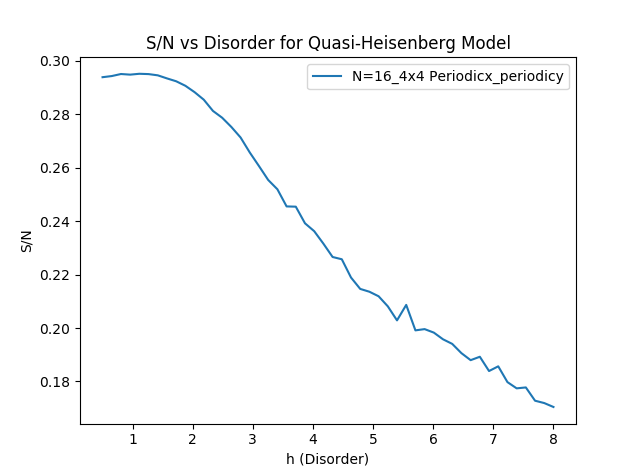 S/N vs Disorder for Quasi-Heisenberg Model
N=16_4x4 Periodicx_periodicy
S/N
0.30
0.28
0.26
0.24
0.22
0.20
0.18
1 2 3 4 5 6 7 8
h (Disorder)